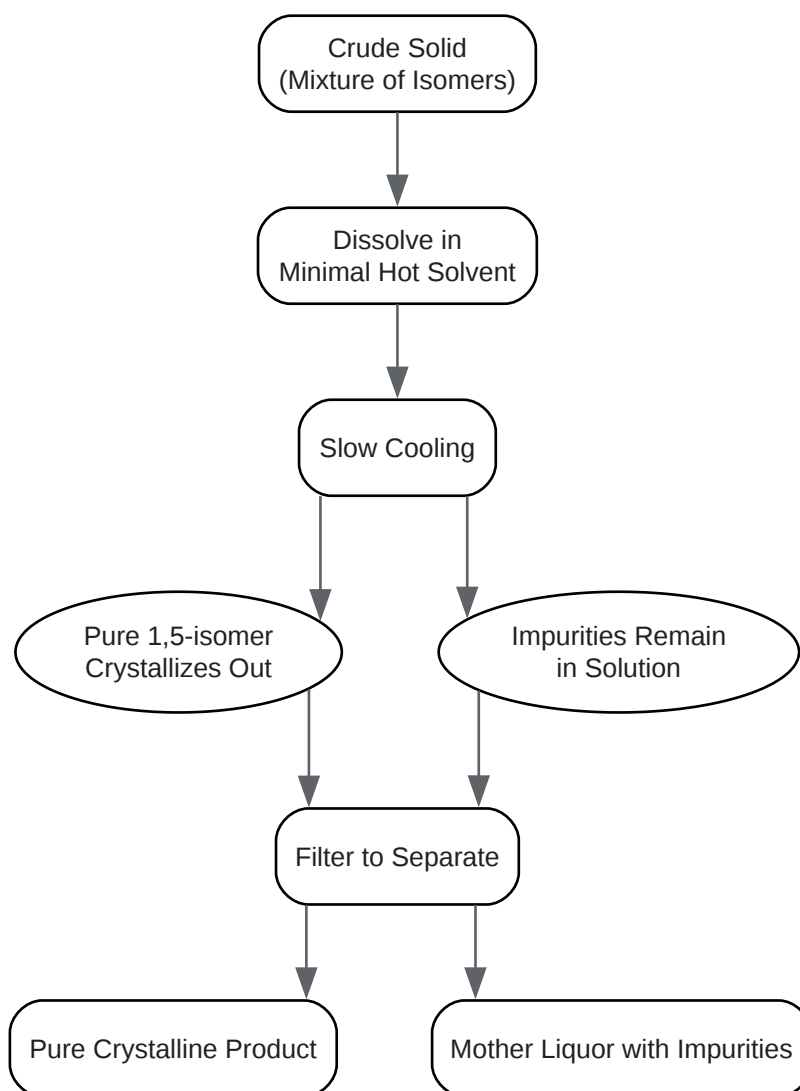 Crude Solid
(Mixture of Isomers)
Dissolve in
Minimal Hot Solvent
Slow Cooling
Pure 1,5-isomer
Crystallizes Out
Impurities Remain
in Solution
Filter to Separate
Pure Crystalline Product
Mother Liquor with Impurities